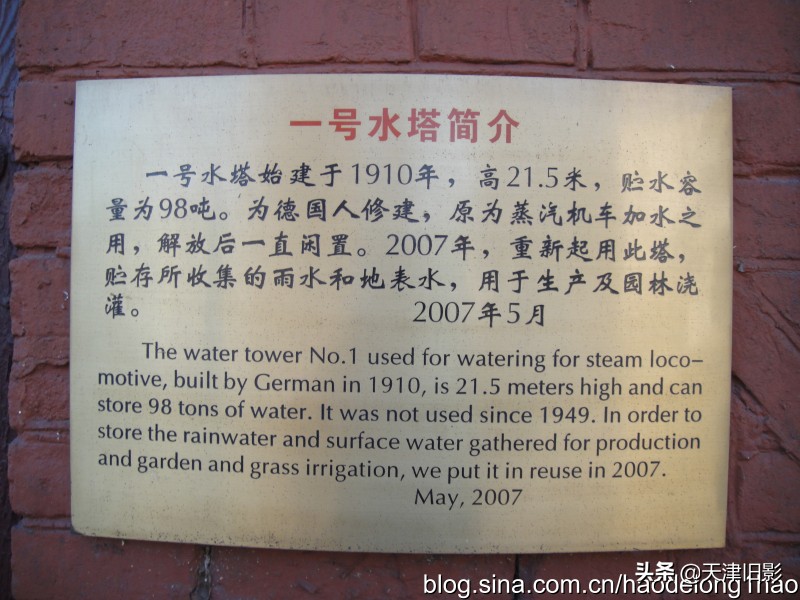 一号水塔简介
一号水塔始建于1910年，高21.5米，贮水容
量为98吨。为德国人修建，原为蒸汽机车加水之
用，解放后一直闲置。2007年，重新起用此塔，
贮存所收集的雨水和地表水，用于生产及园林浇
灌。 2007年5月
The water tower No.1 used for watering for steam loco-
motive, built by German in 1910, is 21.5 meters high and can
store 98 tons of water. It was not used since 1949. In order to
store the rainwater and surface water gathered for production
and garden and grass irrigation, we put it in reuse in 2007.
May, 2007
头条@天津旧影
blog.sina.com.cn/haodelong1hao